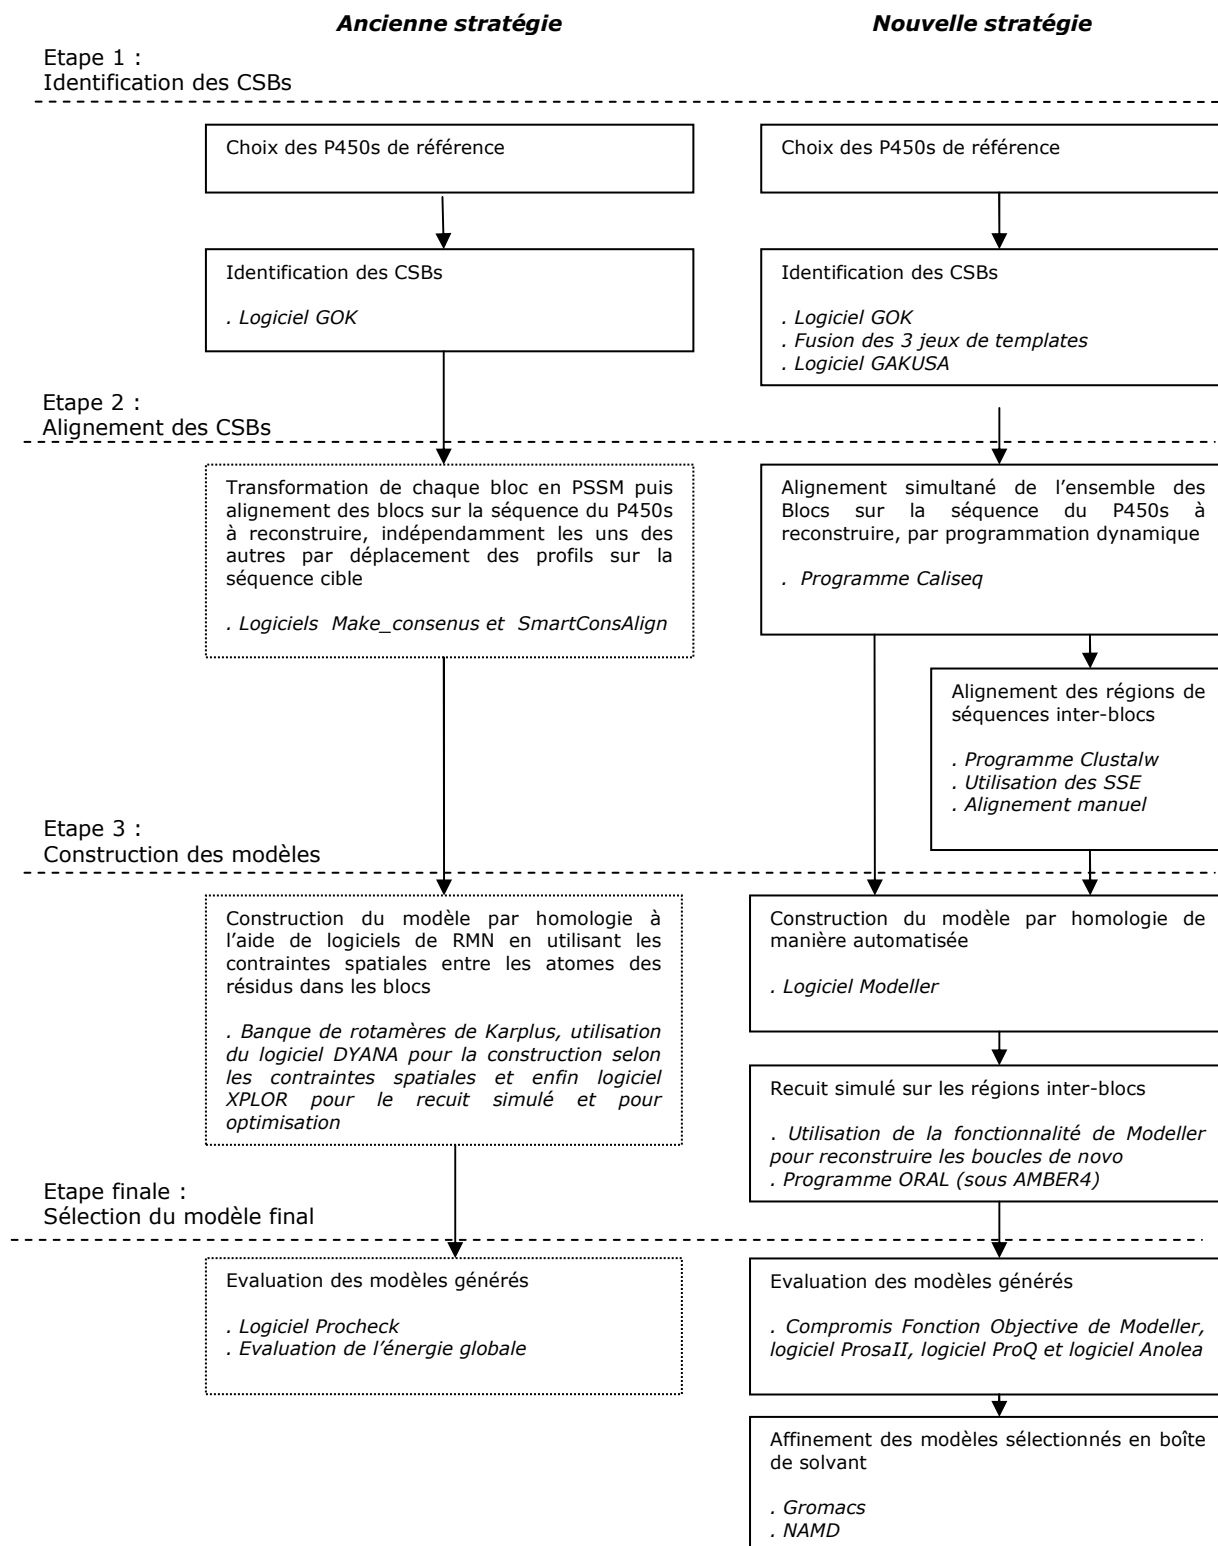 Ancienne stratégie
Nouvelle stratégie
Etape 1 :
Identification des CSBs
Choix des P450s de référence
Choix des P450s de référence
Identification des CSBs
. Logiciel GOK
Identification des CSBs
. Logiciel GOK
. Fusion des 3 jeux de templates
. Logiciel GAKUSA
Etape 2 :
Alignement des CSBs
Transformation de chaque bloc en PSSM puis
alignement des blocs sur la séquence du P450s
à reconstruire, indépendamment les uns des
autres par déplacement des profils sur la
séquence cible
. Logiciels Make_consenus et SmartConsAlign
Alignement simultané de l'ensemble des
Blocs sur la séquence du P450s à
reconstruire, par programmation dynamique
. Programme Caliseq
Alignement des régions de
séquences inter-blocs
. Programme Clustalw
. Utilisation des SSE
. Alignement manuel
Etape 3 :
Construction des modèles
Construction du modèle par homologie à
l'aide de logiciels de RMN en utilisant les
contraintes spatiales entre les atomes des
résidus dans les blocs
. Banque de rotamères de Karplus, utilisation
du logiciel DYANA pour la construction selon
les contraintes spatiales et enfin logiciel
XPLOR pour le recuit simulé et pour
optimisation
Construction du modèle par homologie de
manière automatisée
. Logiciel Modeller
Recuit simulé sur les régions inter-blocs
. Utilisation de la fonctionnalité de Modeller
pour reconstruire les boucles de novo
. Programme ORAL (sous AMBER4)
Etape finale :
Sélection du modèle final
Evaluation des modèles générés
. Logiciel Procheck
. Evaluation de l'énergie globale
Evaluation des modèles générés
. Compromis Fonction Objective de Modeller,
logiciel ProsaII, logiciel ProQ et logiciel Anolea
Affinement des modèles sélectionnés en boîte
de solvant
. Gromacs
. NAMD